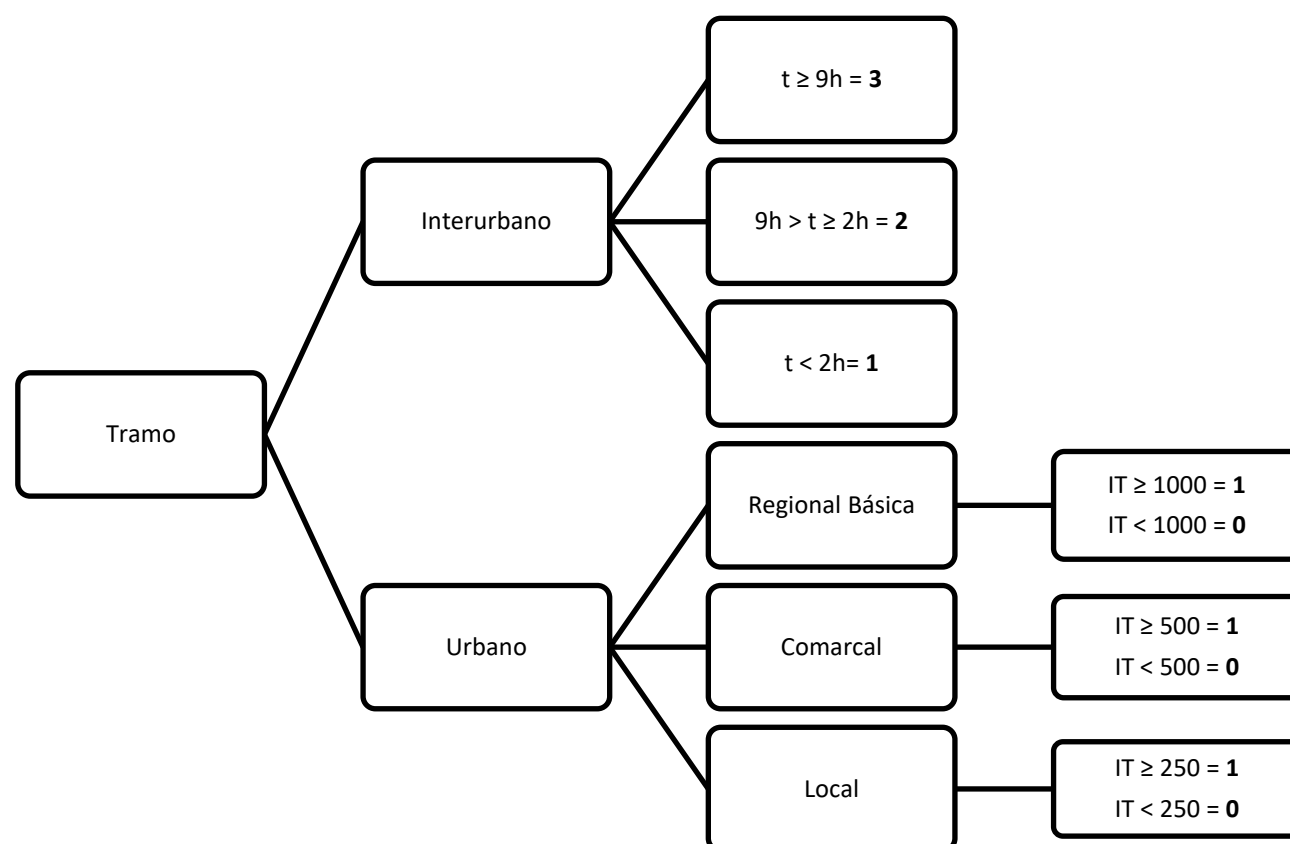 Tramo
Interurbano
t ≥ 9h = 3
9h > t ≥ 2h = 2
t < 2h= 1
Urbano
Regional Básica
IT ≥ 1000 = 1
IT < 1000 = 0
Comarcal
IT ≥ 500 = 1
IT < 500 = 0
Local
IT ≥ 250 = 1
IT < 250 = 0